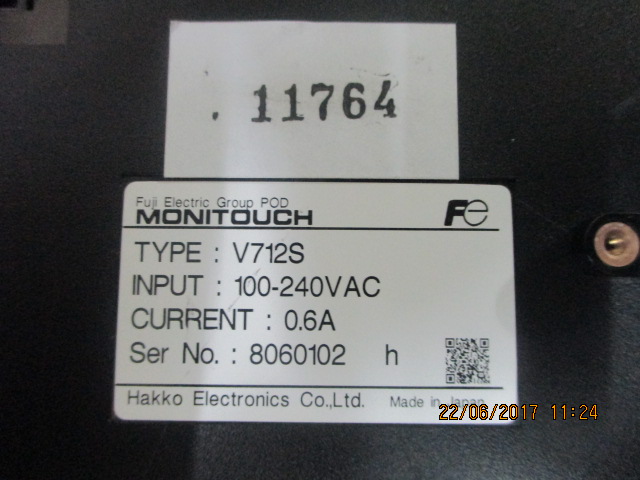 . 11764
Fuji Electric Group POD
MONITOUCH Fe
TYPE : V712S
INPUT : 100-240VAC
CURRENT : 0.6A
Ser No. : 8060102 h
Hakko Electronics Co.,Ltd. Made in Japan
22/06/2017 11:24